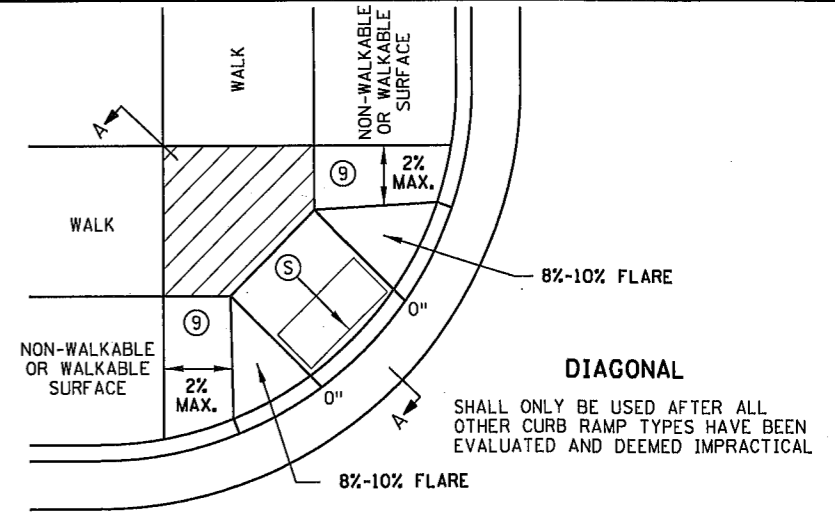 WALK
NON-WALKABLE
OR WALKABLE
SURFACE
A
9
2%
MAX.
WALK
S
8%-10% FLARE
0"
9
NON-WALKABLE
OR WALKABLE
SURFACE
2%
MAX.
0"
A
DIAGONAL
SHALL ONLY BE USED AFTER ALL
OTHER CURB RAMP TYPES HAVE BEEN
EVALUATED AND DEEMED IMPRACTICAL
8%-10% FLARE